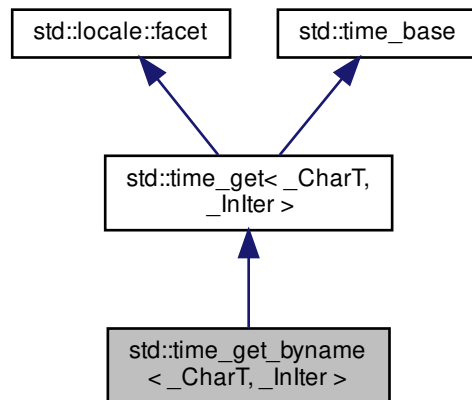 std::locale::facet
std::time_base
std::time_get< _CharT,
_InIter >
std::time_get_byname
< _CharT, _InIter >